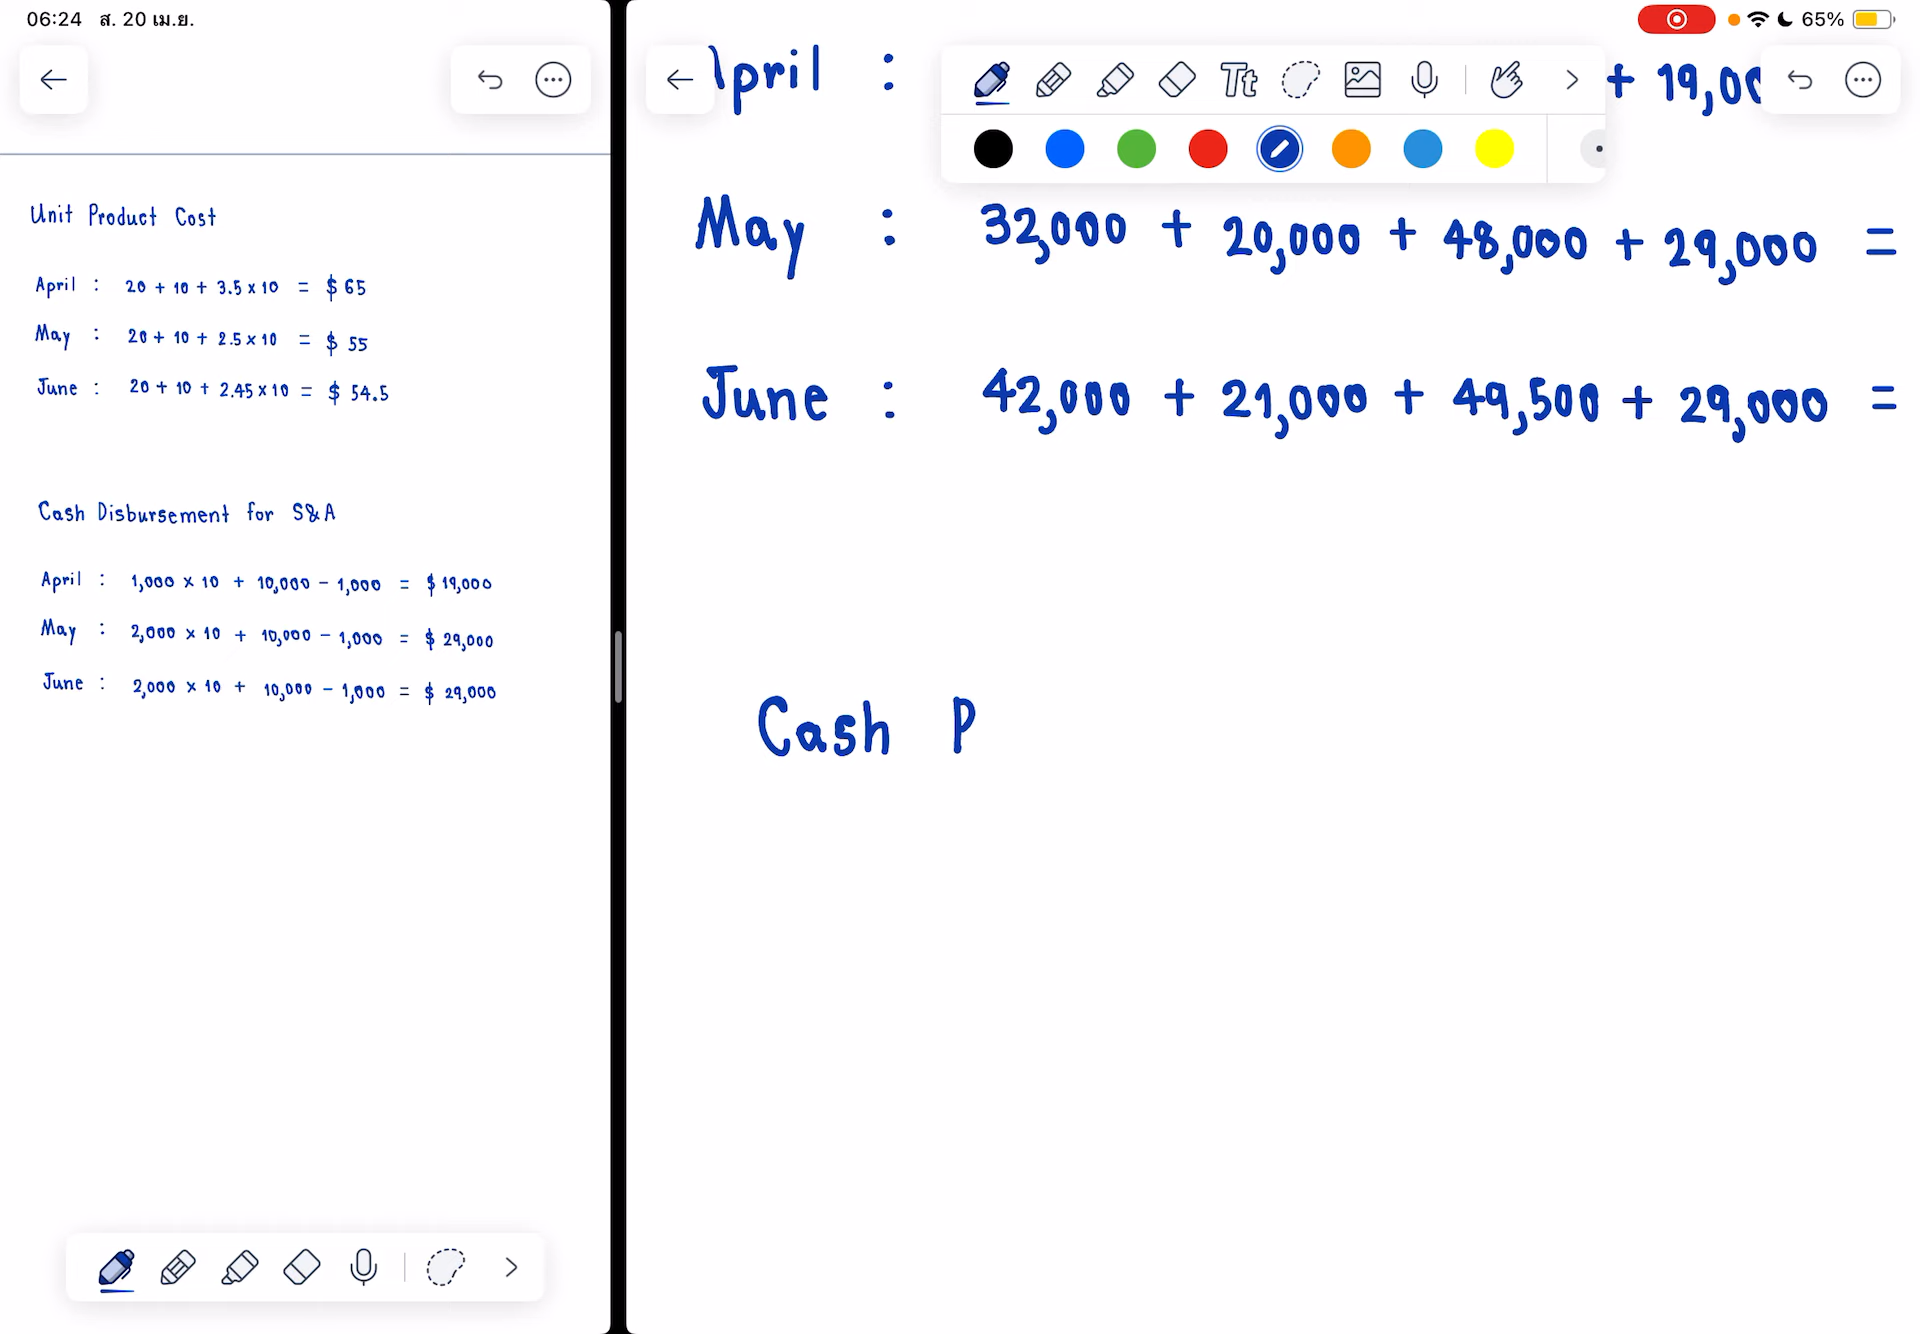 06:24 ส. 20 เม.ย.
65%
Unit Product Cost
April : 20 + 10 + 3.5 x 10 = $ 65
May : 20 + 10 + 2.5 x 10 = $ 55
June : 20 + 10 + 2.45 x 10 = $ 54.5
Cash Disbursement for S&A
April : 1,000 x 10 + 10,000 - 1,000 = $ 19,000
May : 2,000 x 10 + 10,000 - 1,000 = $ 29,000
June : 2,000 x 10 + 10,000 - 1,000 = $ 29,000
Tt
April : + 19,00
May : 32,000 + 20,000 + 48,000 + 29,000 =
June : 42,000 + 21,000 + 49,500 + 29,000 =
Cash P